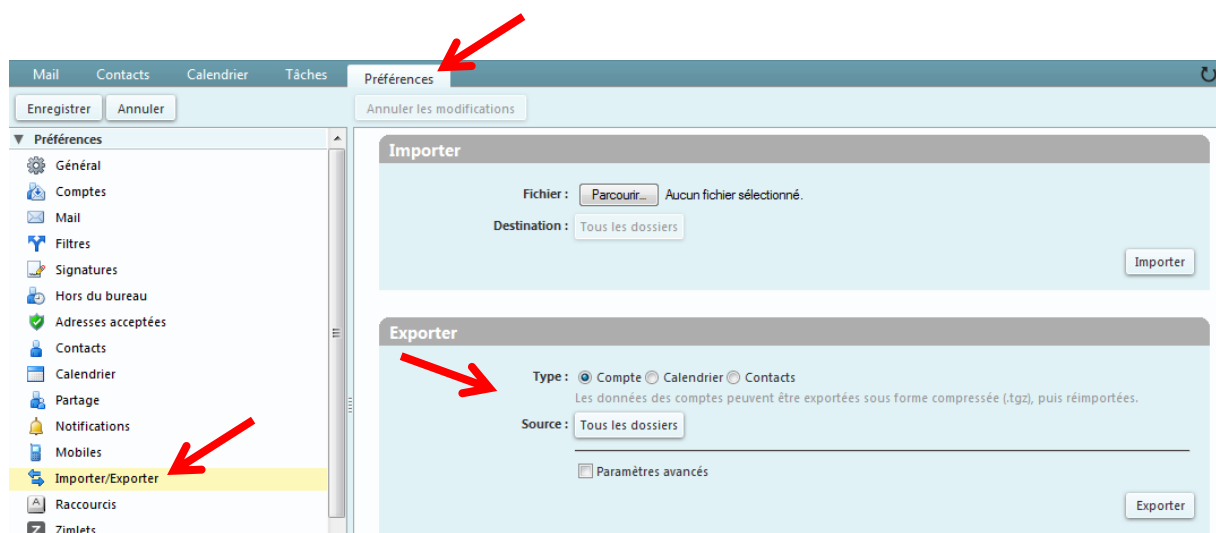 Mail Contacts Calendrier Tâches Préférences
Enregistrer Annuler Annuler les modifications
Préférences
Général
Comptes
Mail
Filtres
Signatures
Hors du bureau
Adresses acceptées
Contacts
Calendrier
Partage
Notifications
Mobiles
Importer/Exporter
A Raccourcis
Z Zimlets
Importer
Fichier : Parcourir... Aucun fichier sélectionné.
Destination : Tous les dossiers
Importer
Exporter
Type : Compte Calendrier Contacts
Les données des comptes peuvent être exportées sous forme compressée (.tgz), puis réimportées.
Source : Tous les dossiers
Paramètres avancés
Exporter